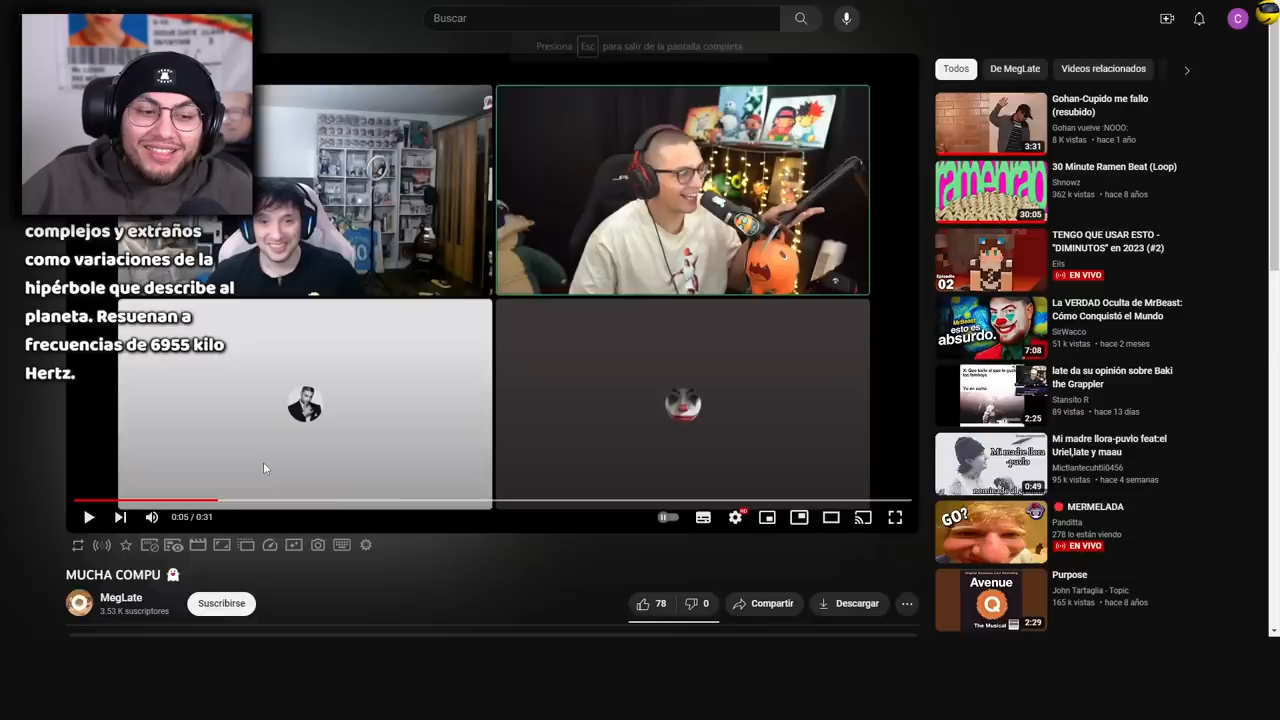 Buscar
Presiona Esc para salir de la pantalla completa
complejos y extraños
como variaciones de la
hipérbole que describe al
planeta. Resuenan a
frecuencias de 6955 kilo
Hertz.
0:05 / 0:31
HD
MUCHA COMPU
MegLate
3.53 K suscriptores
Suscribirse
78
0
Compartir
Descargar
C
Todos
De MegLate
Videos relacionados
3:31
Gohan-Cupido me fallo
(resubido)
Gohan vuelve :NOOO:
8 K vistas • hace 1 año
30:05
30 Minute Ramen Beat (Loop)
Shnowz
362 k vistas • hace 8 años
Episodio
02
TENGO QUE USAR ESTO -
"DIMINUTOS" en 2023 (#2)
Ells
EN VIVO
MrBeast
esto es
absurdo.
7:08
La VERDAD Oculta de MrBeast:
Cómo Conquistó el Mundo
SirWacco
51 k vistas • hace 2 meses
2:25
late da su opinión sobre Baki
the Grappler
Stansito R
89 vistas • hace 13 días
Mi madre llora
-puvlo
0:49
Mi madre llora-puvlo feat:el
Uriel,late y maau
Mictlantecuhtli0456
95 k vistas • hace 4 semanas
GO?
MERMELADA
Panditta
278 lo están viendo
EN VIVO
Avenue
Q
The Musical
2:29
Purpose
John Tartaglia - Topic
165 k vistas • hace 8 años